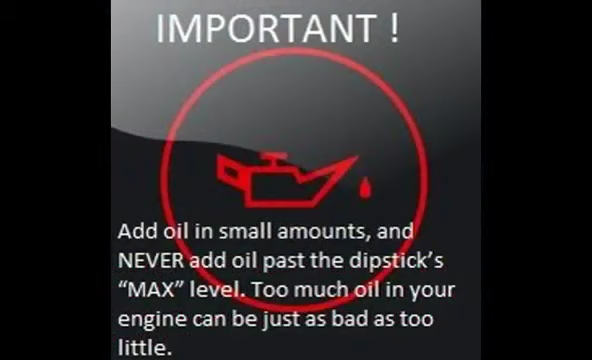 IMPORTANT !
Add oil in small amounts, and
NEVER add oil past the dipstick's
“MAX” level. Too much oil in your
engine can be just as bad as too
little.